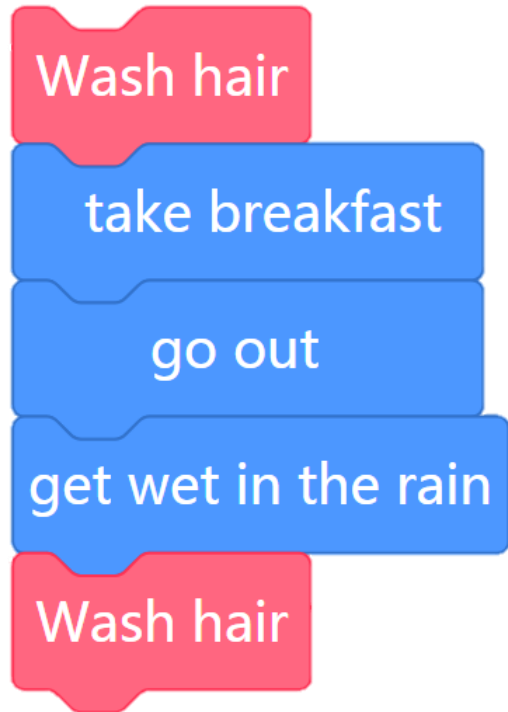 Wash hair
take breakfast
go out
get wet in the rain
Wash hair